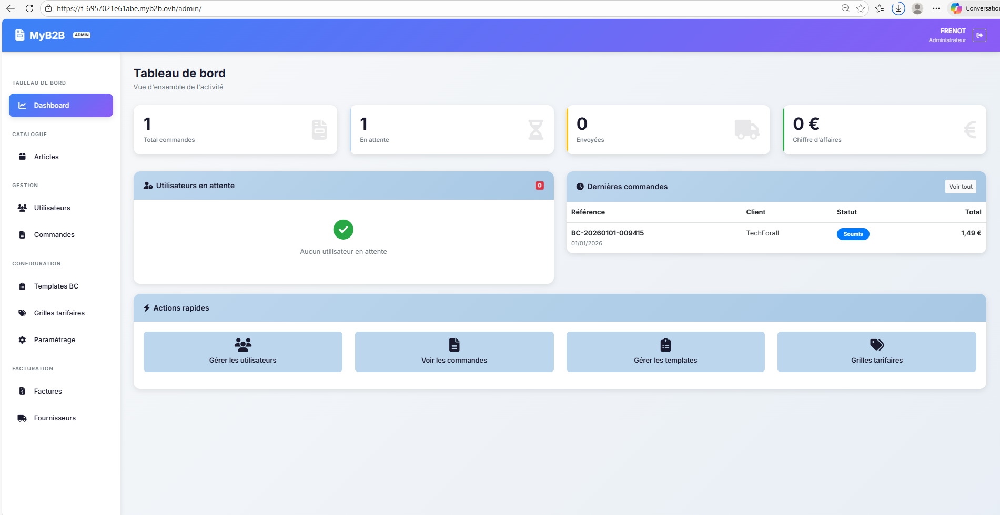 https://t_6957021e61abe.myb2b.ovh/admin/
Conversation
MyB2B ADMIN
FRENOT
Administrateur
TABLEAU DE BORD
Dashboard
CATALOGUE
Articles
GESTION
Utilisateurs
Commandes
CONFIGURATION
Templates BC
Grilles tarifaires
Paramétrage
FACTURATION
Factures
Fournisseurs
Tableau de bord
Vue d'ensemble de l'activité
1
Total commandes
1
En attente
0
Envoyées
0 €
Chiffre d'affaires
Utilisateurs en attente 0
Aucun utilisateur en attente
Dernières commandes Voir tout
Référence Client Statut Total
BC-20260101-009415 TechForall Soumis 1,49 €
01/01/2026
Actions rapides
Gérer les utilisateurs
Voir les commandes
Gérer les templates
Grilles tarifaires